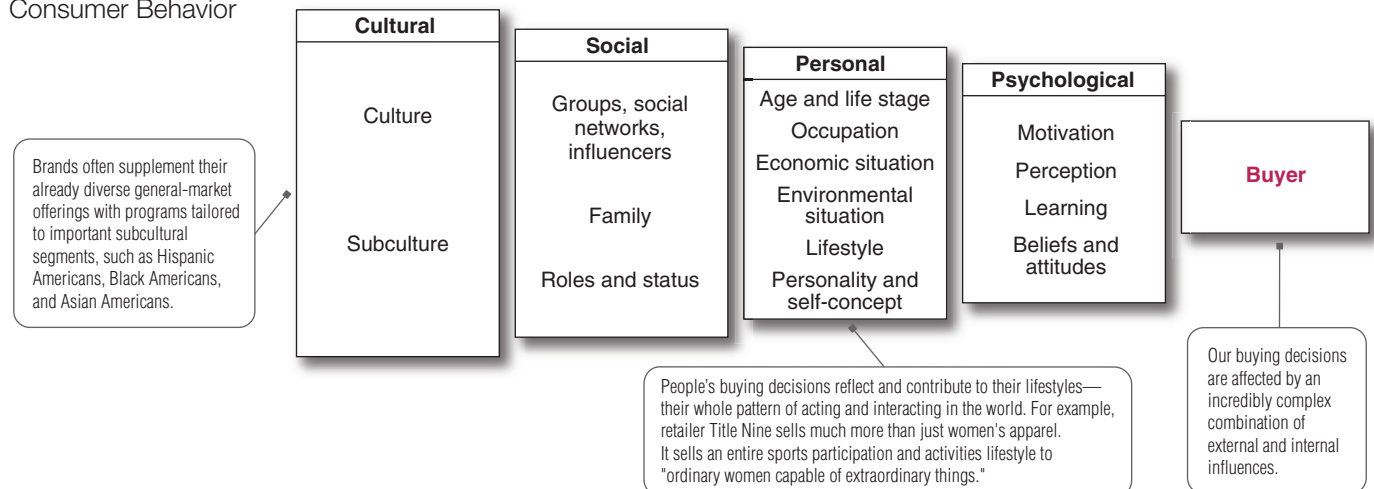 Consumer Behavior
Cultural
Culture
Subculture
Brands often supplement their
already diverse general-market
offerings with programs tailored
to important subcultural
segments, such as Hispanic
Americans, Black Americans,
and Asian Americans.
Social
Groups, social
networks,
influencers
Family
Roles and status
Personal
Age and life stage
Occupation
Economic situation
Environmental
situation
Lifestyle
Personality and
self-concept
People's buying decisions reflect and contribute to their lifestyles—
their whole pattern of acting and interacting in the world. For example,
retailer Title Nine sells much more than just women's apparel.
It sells an entire sports participation and activities lifestyle to
"ordinary women capable of extraordinary things."
Psychological
Motivation
Perception
Learning
Beliefs and
attitudes
Buyer
Our buying decisions
are affected by an
incredibly complex
combination of
external and internal
influences.